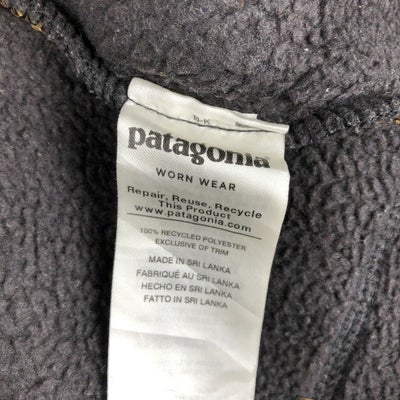 patagonia
WORN WEAR
Repair, Reuse, Recycle
This Product
www.patagonia.com
100% RECYCLED POLYESTER
EXCLUSIVE OF TRIM
MADE IN SRI LANKA
FABRIQUÉ AU SRI LANKA
HECHO EN SRI LANKA
FATTO IN SRI LANKA